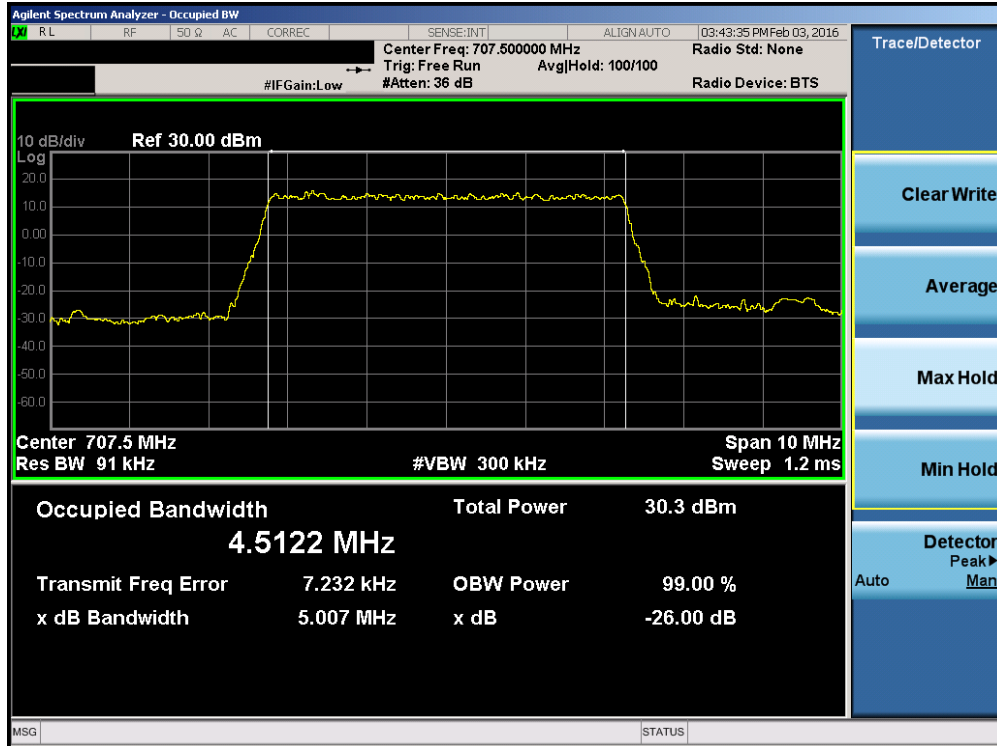 Agilent Spectrum Analyzer - Occupied BW
LXI RL RF 50 Ω AC CORREC SENSE:INT ALIGN AUTO 03:43:35 PM Feb 03, 2016
Center Freq: 707.500000 MHz Radio Std: None
Trig: Free Run Avg|Hold: 100/100
#IFGain:Low #Atten: 36 dB Radio Device: BTS
10 dB/div Ref 30.00 dBm
Log
20.0
10.0
0.00
-10.0
-20.0
-30.0
-40.0
-50.0
-60.0
Center 707.5 MHz Span 10 MHz
Res BW 91 kHz #VBW 300 kHz Sweep 1.2 ms
Occupied Bandwidth Total Power 30.3 dBm
4.5122 MHz
Transmit Freq Error 7.232 kHz OBW Power 99.00 %
x dB Bandwidth 5.007 MHz x dB -26.00 dB
Trace/Detector
Clear Write
Average
Max Hold
Min Hold
Detector
Peak▶
Auto Man
MSG STATUS